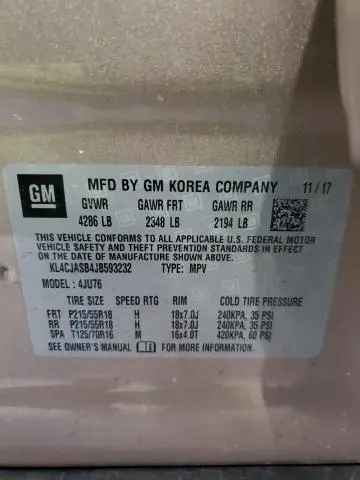 GM MFD BY GM KOREA COMPANY 11/17
GVWR GAWR FRT GAWR RR
4286 LB 2348 LB 2194 LB
THIS VEHICLE CONFORMS TO ALL APPLICABLE U.S. FEDERAL MOTOR
VEHICLE SAFETY AND THEFT PREVENTION STANDARDS IN EFFECT ON
THE DATE OF MANUFACTURE SHOWN ABOVE.
KL4CJASB4JB593232 TYPE: MPV
MODEL: 4JU76
TIRE SIZE SPEED RTG RIM COLD TIRE PRESSURE
FRT P215/55R18 H 18x7.0J 240KPA, 35 PSI
RR P215/55R18 H 18x7.0J 240KPA, 35 PSI
SPA T125/70R16 M 16x4.0T 420KPA, 60 PSI
SEE OWNER'S MANUAL FOR MORE INFORMATION